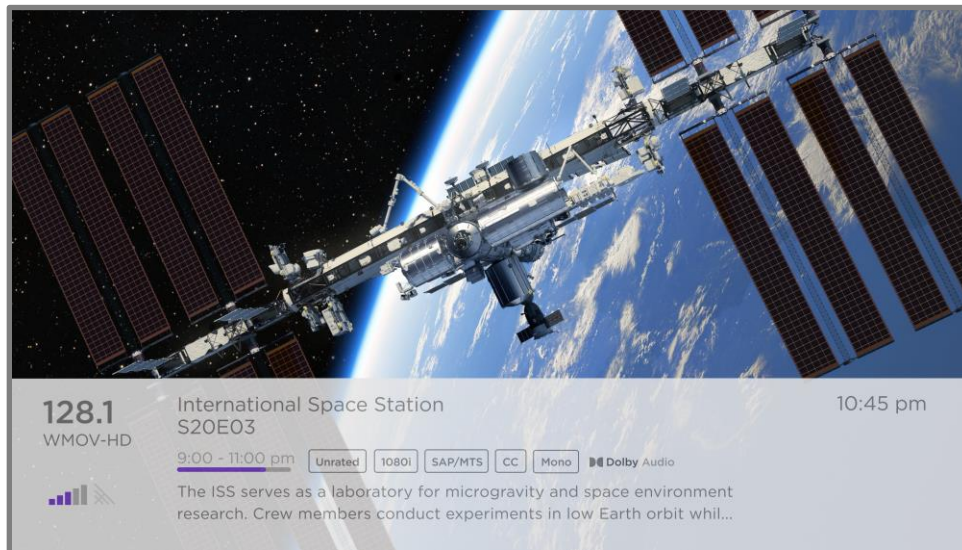 128.1
WMOV-HD
International Space Station
S20E03
10:45 pm
9:00 - 11:00 pm
Unrated
1080i
SAP/MTS
CC
Mono
Dolby Audio
The ISS serves as a laboratory for microgravity and space environment
research. Crew members conduct experiments in low Earth orbit whil...